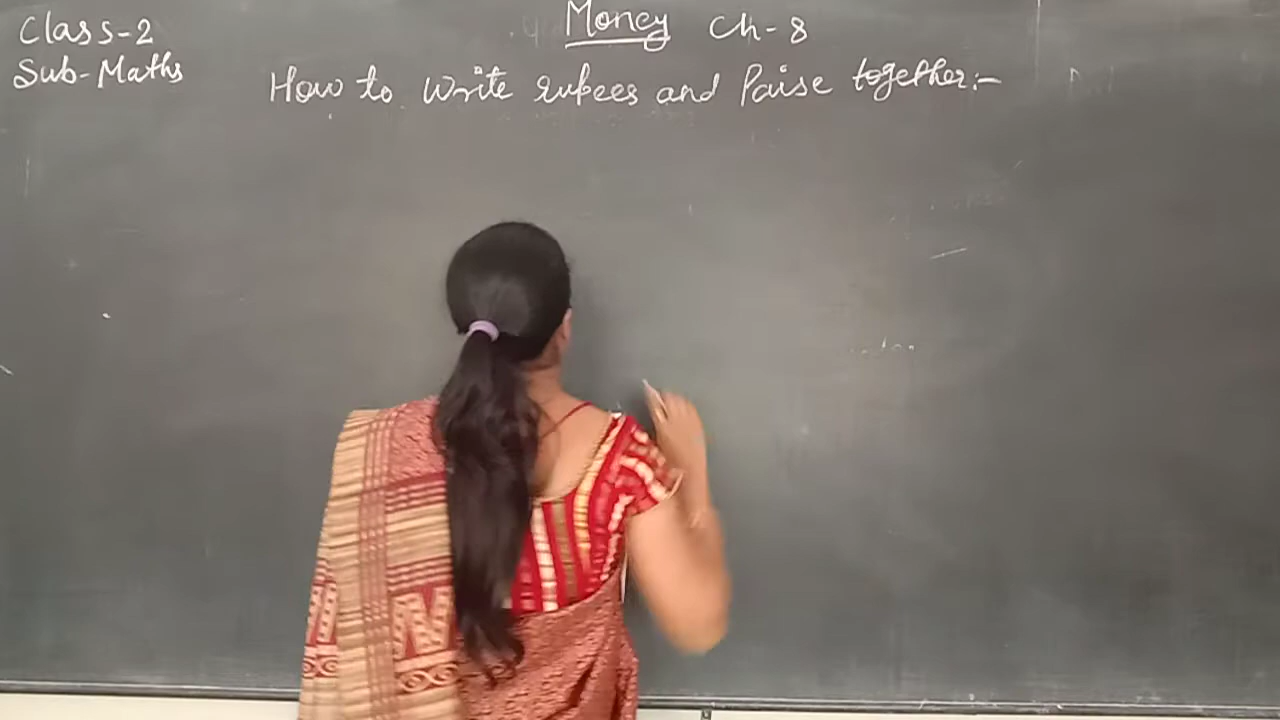 Class-2
Money Ch-8
Sub-Maths
How to Write rupees and Paise together:-